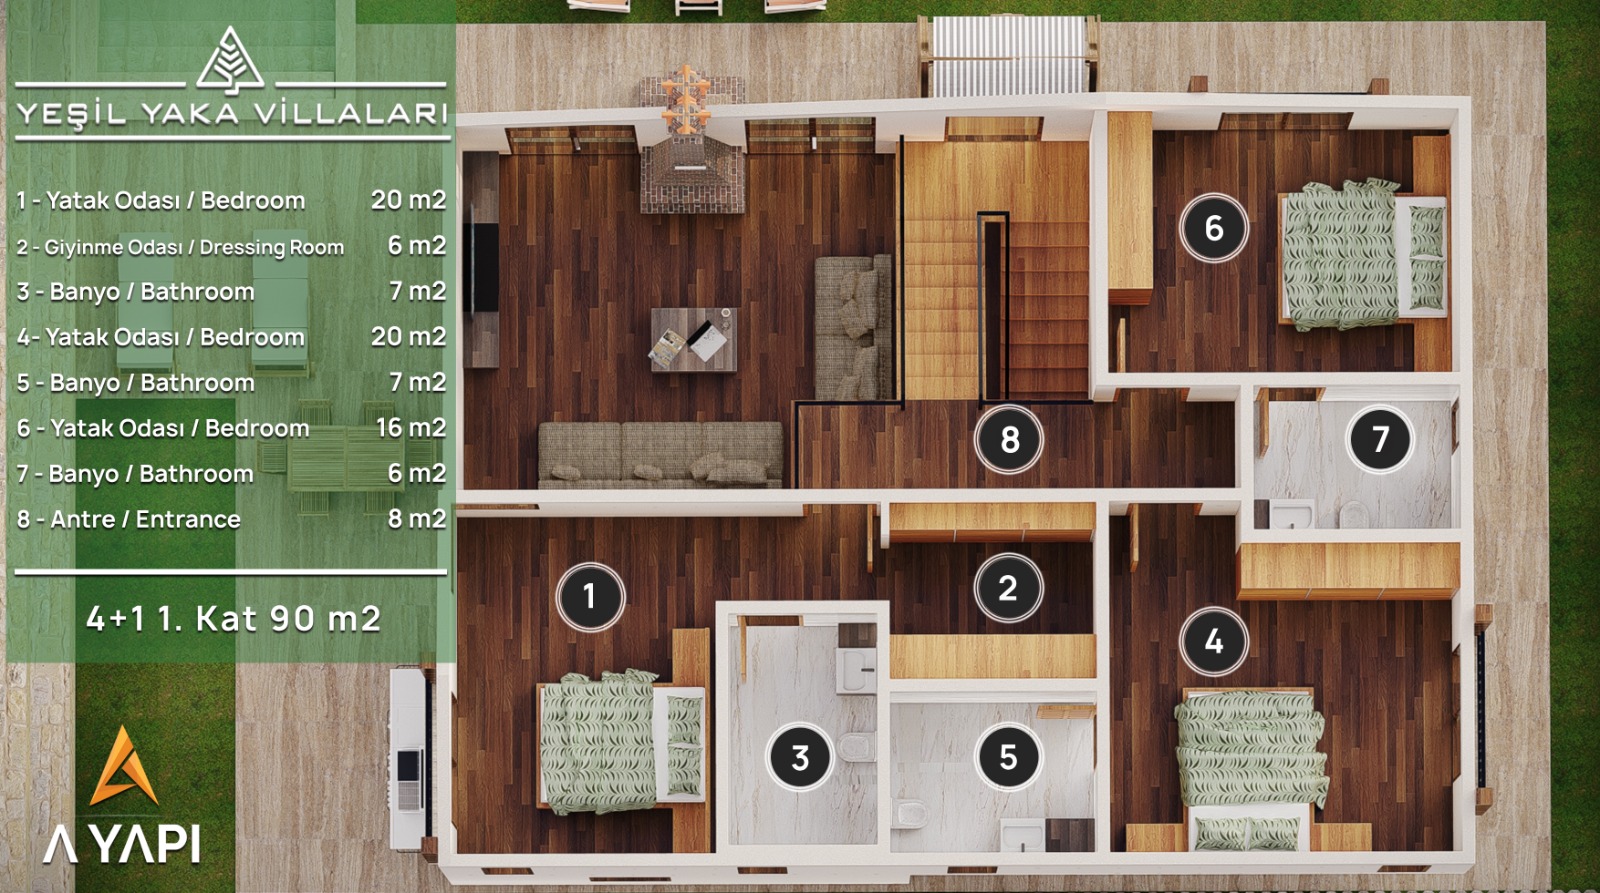 YEŞİL YAKA VİLLALARI
1 - Yatak Odası / Bedroom 20 m2
2 - Giyinme Odası / Dressing Room 6 m2
3 - Banyo / Bathroom 7 m2
4- Yatak Odası / Bedroom 20 m2
5 - Banyo / Bathroom 7 m2
6 - Yatak Odası / Bedroom 16 m2
7 - Banyo / Bathroom 6 m2
8 - Antre / Entrance 8 m2
4+1 1. Kat 90 m2
A YAPI
6
7
8
1
2
4
3
5